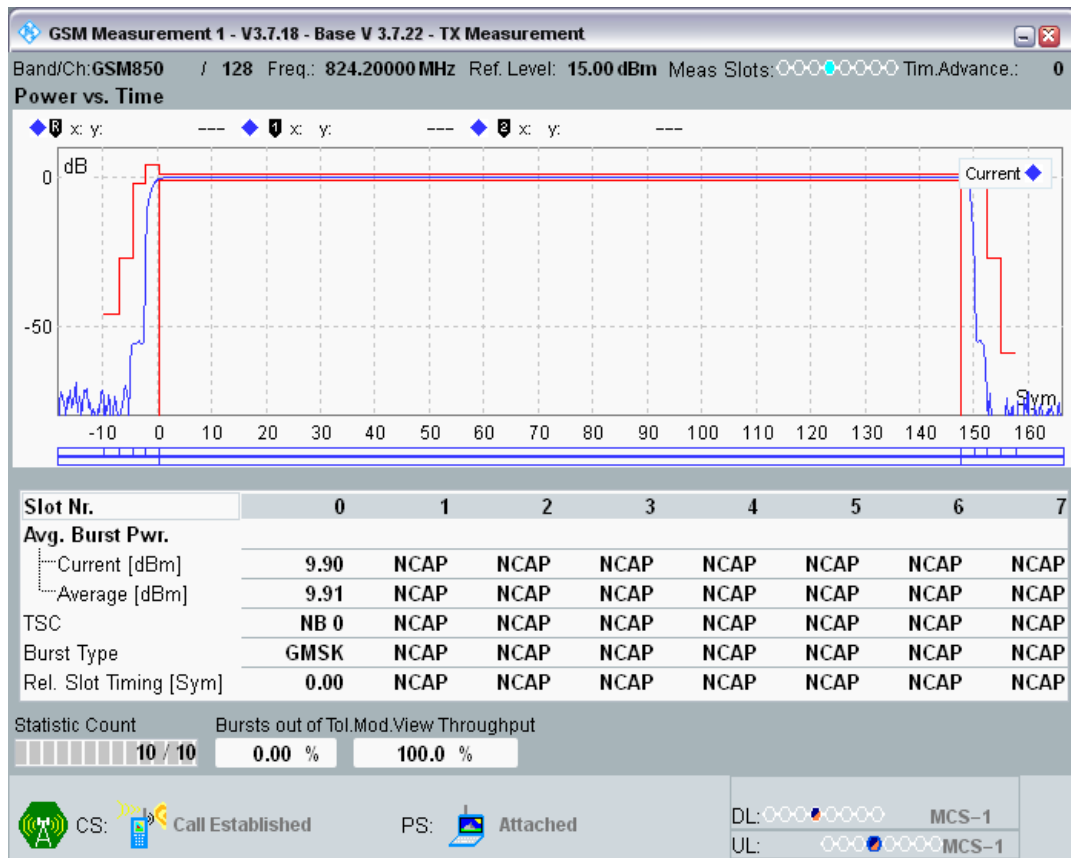 GSM Measurement 1 - V3.7.18 - Base V 3.7.22 - TX Measurement
Band/Ch:GSM850 / 128 Freq.: 824.20000 MHz Ref. Level: 15.00 dBm Meas Slots: Tim.Advance.: 0
Power vs. Time
R x: y: --- 1 x: y: --- 2 x: y: ---
dB
Current
0
-50
Sym
-10 0 10 20 30 40 50 60 70 80 90 100 110 120 130 140 150 160
Slot Nr. 0 1 2 3 4 5 6 7
Avg. Burst Pwr.
Current [dBm] 9.90 NCAP NCAP NCAP NCAP NCAP NCAP NCAP
Average [dBm] 9.91 NCAP NCAP NCAP NCAP NCAP NCAP NCAP
TSC NB 0 NCAP NCAP NCAP NCAP NCAP NCAP NCAP
Burst Type GMSK NCAP NCAP NCAP NCAP NCAP NCAP NCAP
Rel. Slot Timing [Sym] 0.00 NCAP NCAP NCAP NCAP NCAP NCAP NCAP
Statistic Count Bursts out of Tol.Mod.View Throughput
10 / 10 0.00 % 100.0 %
CS: Call Established PS: Attached
DL: MCS-1
UL: MCS-1